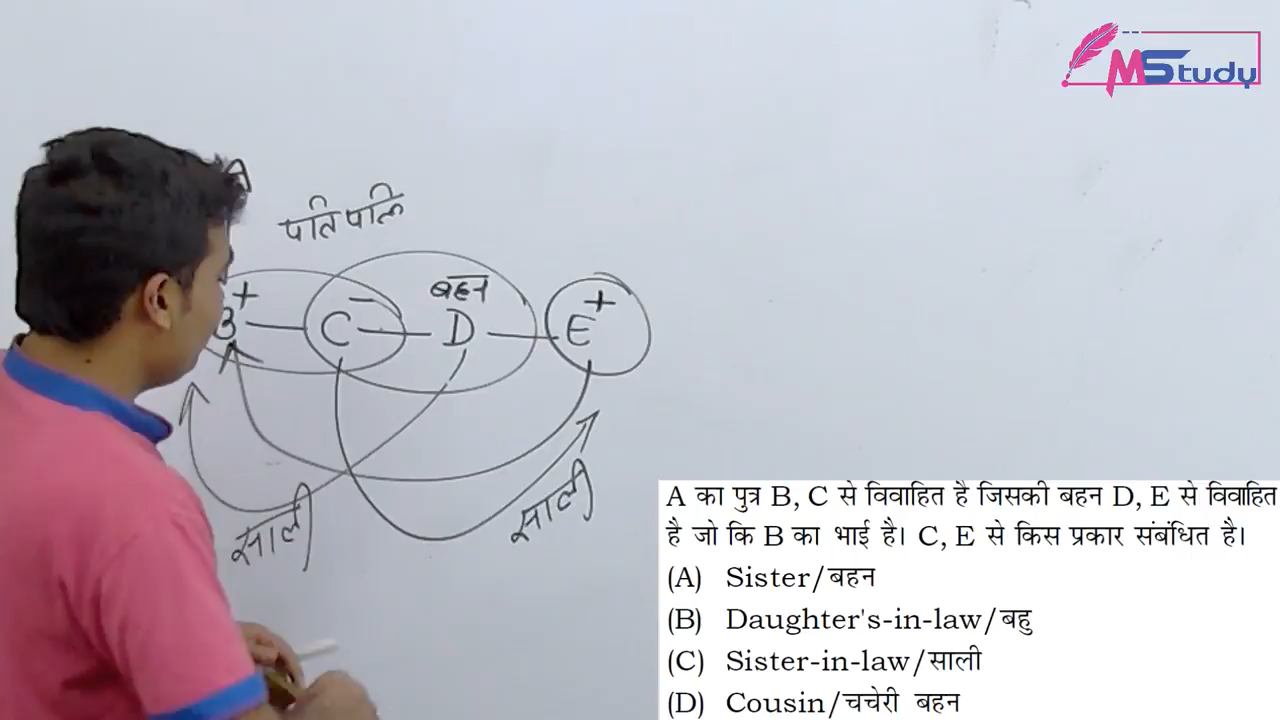 MStudy
A
पति पत्नि
बहन
B + C − D E +
साली
साली
A का पुत्र B, C से विवाहित है जिसकी बहन D, E से विवाहित
है जो कि B का भाई है। C, E से किस प्रकार संबंधित है।
(A) Sister/बहन
(B) Daughter's-in-law/बहु
(C) Sister-in-law/साली
(D) Cousin/चचेरी बहन